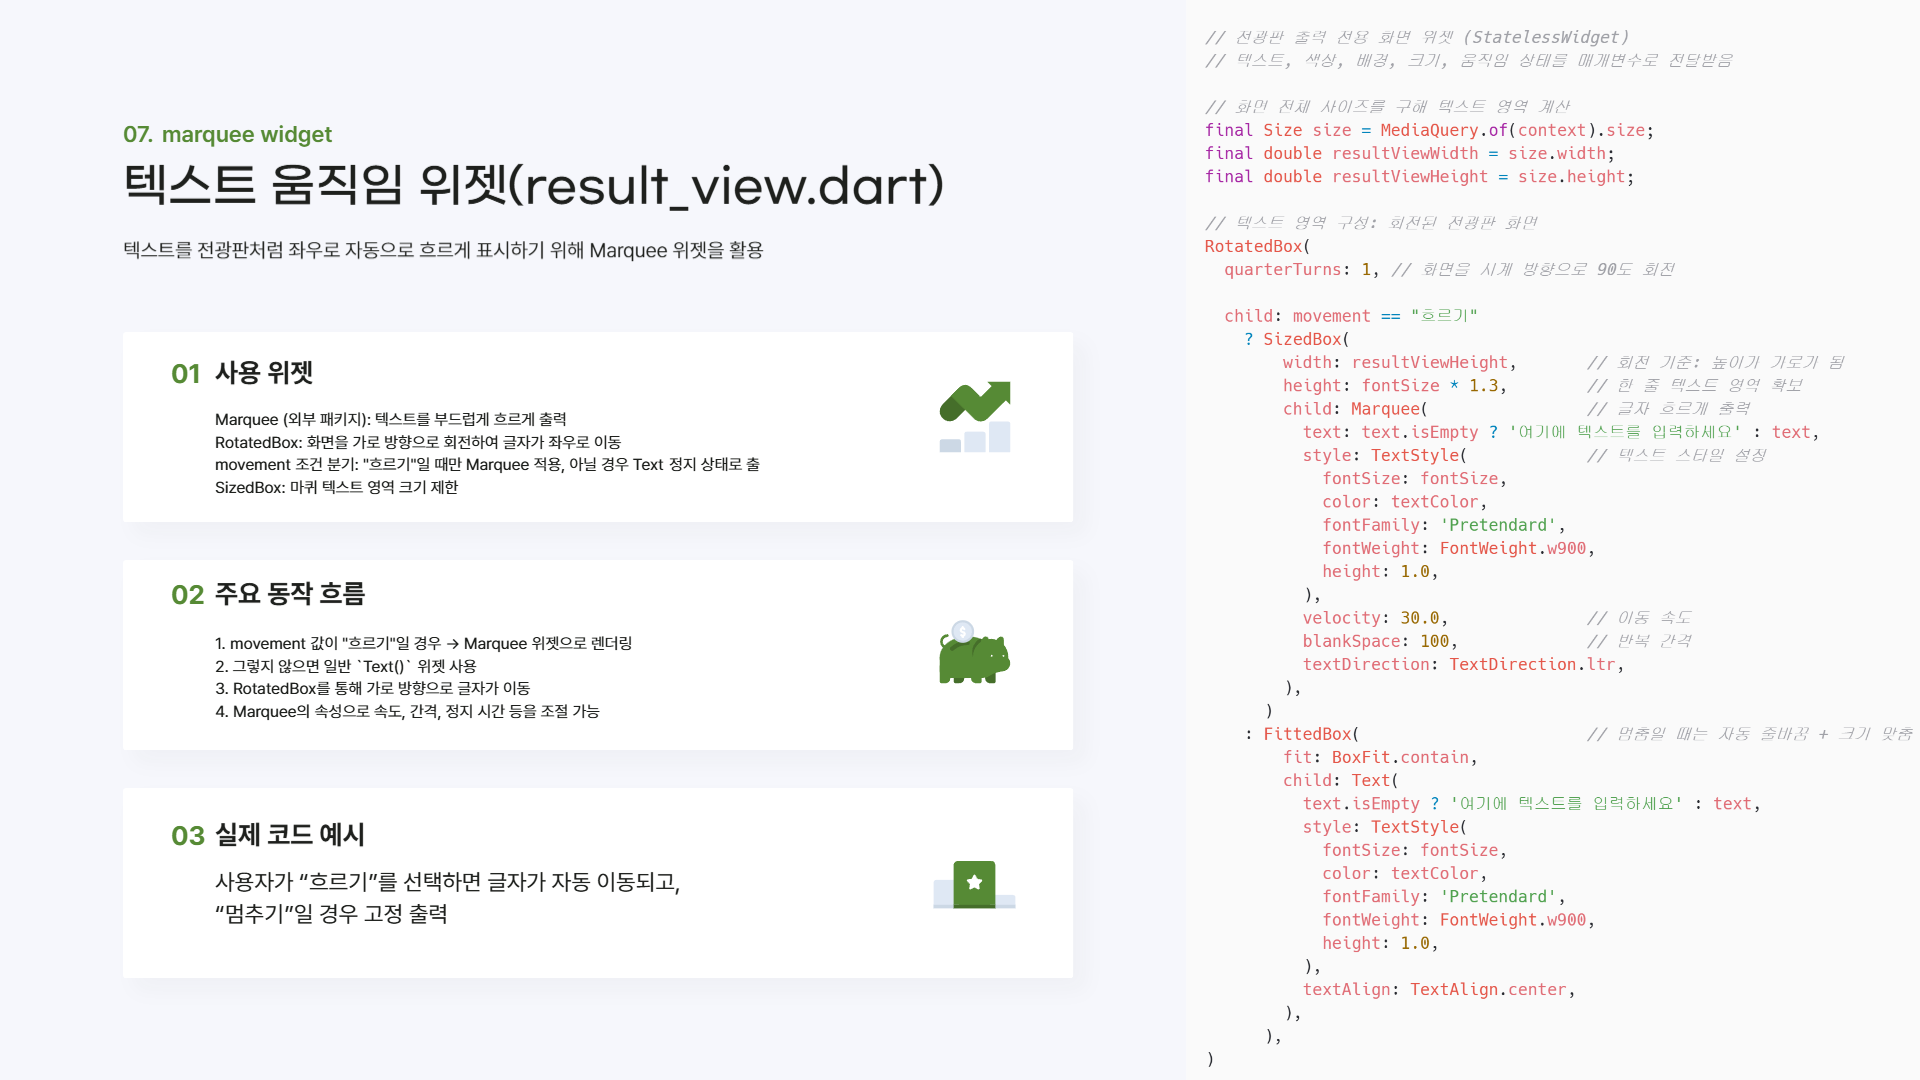 07. marquee widget
텍스트 움직임 위젯(result_view.dart)
텍스트를 전광판처럼 좌우로 자동으로 흐르게 표시하기 위해 Marquee 위젯을 활용
01 사용 위젯
Marquee (외부 패키지): 텍스트를 부드럽게 흐르게 출력
RotatedBox: 화면을 가로 방향으로 회전하여 글자가 좌우로 이동
movement 조건 분기: "흐르기"일 때만 Marquee 적용, 아닐 경우 Text 정지 상태로 출
SizedBox: 마퀴 텍스트 영역 크기 제한
02 주요 동작 흐름
1. movement 값이 "흐르기"일 경우 → Marquee 위젯으로 렌더링
2. 그렇지 않으면 일반 `Text()` 위젯 사용
3. RotatedBox를 통해 가로 방향으로 글자가 이동
4. Marquee의 속성으로 속도, 간격, 정지 시간 등을 조절 가능
03 실제 코드 예시
사용자가 “흐르기”를 선택하면 글자가 자동 이동되고,
“멈추기”일 경우 고정 출력
// 전광판 출력 전용 화면 위젯 (StatelessWidget)
// 텍스트, 색상, 배경, 크기, 움직임 상태를 매개변수로 전달받음
// 화면 전체 사이즈를 구해 텍스트 영역 계산
final Size size = MediaQuery.of(context).size;
final double resultViewWidth = size.width;
final double resultViewHeight = size.height;
// 텍스트 영역 구성: 회전된 전광판 화면
RotatedBox(
quarterTurns: 1, // 화면을 시계 방향으로 90도 회전
child: movement == "흐르기"
? SizedBox(
width: resultViewHeight, // 회전 기준: 높이가 가로가 됨
height: fontSize * 1.3, // 한 줄 텍스트 영역 확보
child: Marquee( // 글자 흐르게 출력
text: text.isEmpty ? '여기에 텍스트를 입력하세요' : text,
style: TextStyle( // 텍스트 스타일 설정
fontSize: fontSize,
color: textColor,
fontFamily: 'Pretendard',
fontWeight: FontWeight.w900,
height: 1.0,
),
velocity: 30.0, // 이동 속도
blankSpace: 100, // 반복 간격
textDirection: TextDirection.ltr,
),
)
: FittedBox( // 멈춤일 때는 자동 줄바꿈 + 크기 맞춤
fit: BoxFit.contain,
child: Text(
text.isEmpty ? '여기에 텍스트를 입력하세요' : text,
style: TextStyle(
fontSize: fontSize,
color: textColor,
fontFamily: 'Pretendard',
fontWeight: FontWeight.w900,
height: 1.0,
),
textAlign: TextAlign.center,
),
),
)